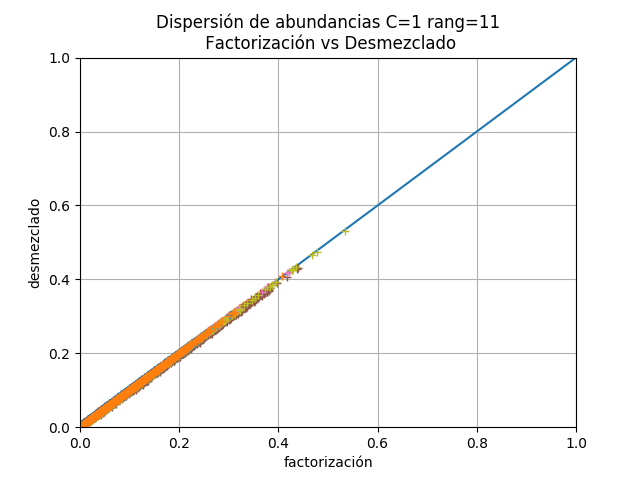 Dispersión de abundancias C=1 rang=11
Factorización vs Desmezclado
1.0
0.8
0.6
0.4
0.2
0.0
desmezclado
0.0 0.2 0.4 0.6 0.8 1.0
factorización